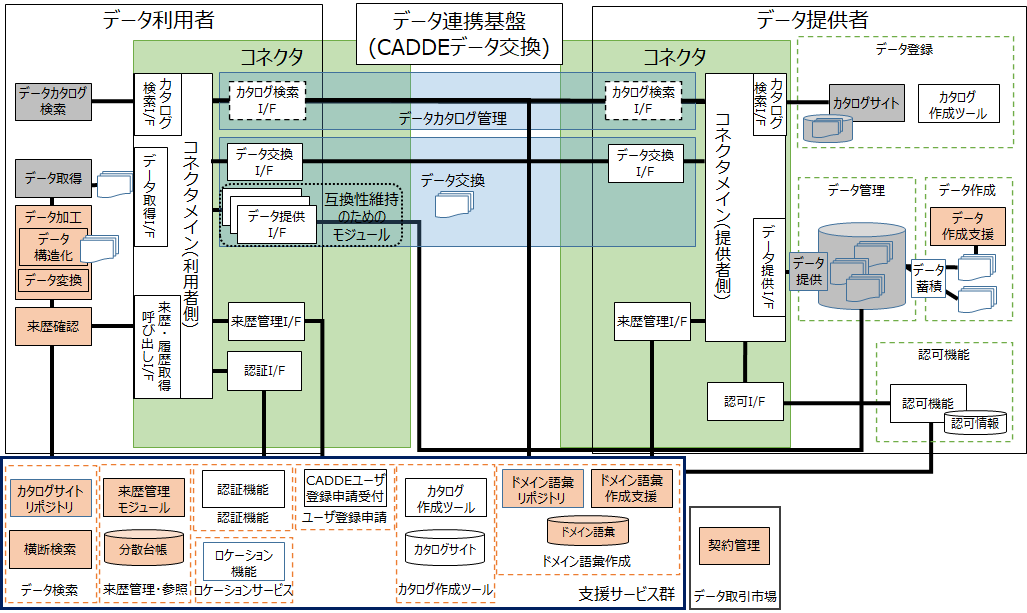 データ利用者
データ連携基盤
(CADDEデータ交換)
データ提供者
コネクタ
コネクタ
データ登録
データカタログ
検索
カタログ
検索I/F
カタログ検索
I/F
カタログ検索
I/F
カタログ
検索I/F
カタログサイト
カタログ
作成ツール
データカタログ管理
コネクタメイン(利用者側)
コネクタメイン(提供者側)
データ交換
I/F
データ交換
I/F
データ取得
データ取得I/F
データ交換
データ管理
データ作成
互換性維持
のための
モジュール
データ提供
I/F
データ加工
データ
構造化
データ変換
データ
作成支援
データ提供I/F
データ
提供
データ
蓄積
来歴確認
来歴・履歴取得
呼び出しI/F
来歴管理I/F
来歴管理I/F
認証I/F
認可I/F
認可機能
認可機能
認可情報
カタログサイト
リポジトリ
横断検索
データ検索
来歴管理
モジュール
分散台帳
来歴管理・参照
認証機能
認証機能
ロケーション
機能
ロケーションサービス
CADDEユーザ
登録申請受付
ユーザ登録申請
カタログ
作成ツール
カタログサイト
カタログ作成ツール
ドメイン語彙
リポジトリ
ドメイン語彙
作成支援
ドメイン語彙
ドメイン語彙作成
支援サービス群
契約管理
データ取引市場